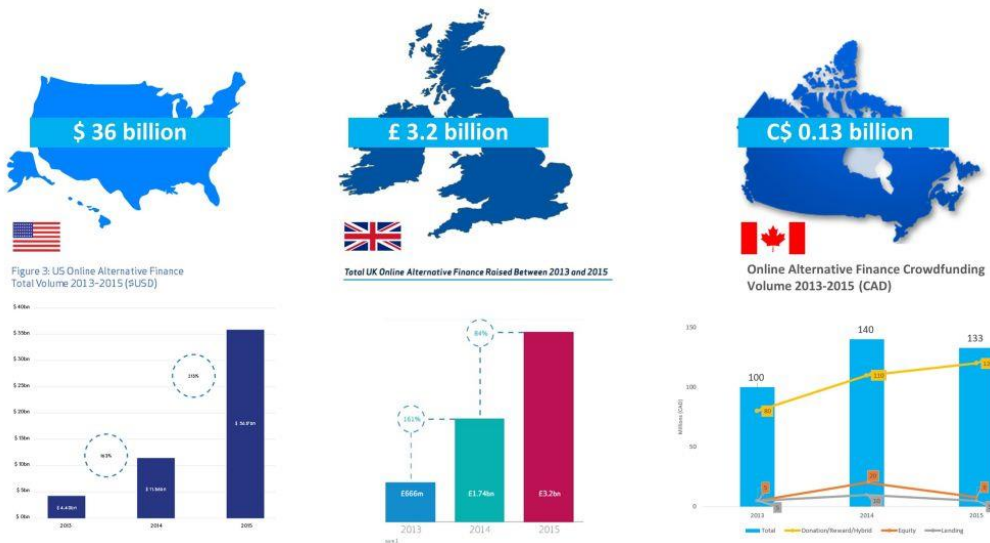 $ 36 billion
£ 3.2 billion
C$ 0.13 billion
Figure 3: US Online Alternative Finance
Total Volume 2013-2015 ($USD)
$ 40bn
$ 35bn
$ 30bn
$ 25bn
$ 20bn
$ 15bn
$ 10bn
$ 5bn
$ 0bn
2013
2014
2015
Total UK Online Alternative Finance Raised Between 2013 and 2015
161%
84%
£666m
£1.74bn
£3.2bn
2013
2014
2015
Online Alternative Finance Crowdfunding
Volume 2013-2015 (CAD)
Millions (CAD)
150
100
50
0
100
140
133
80
110
5
20
8
10
2013
2014
2015
Total
Donation/Reward/Hybrid
Equity
Lending